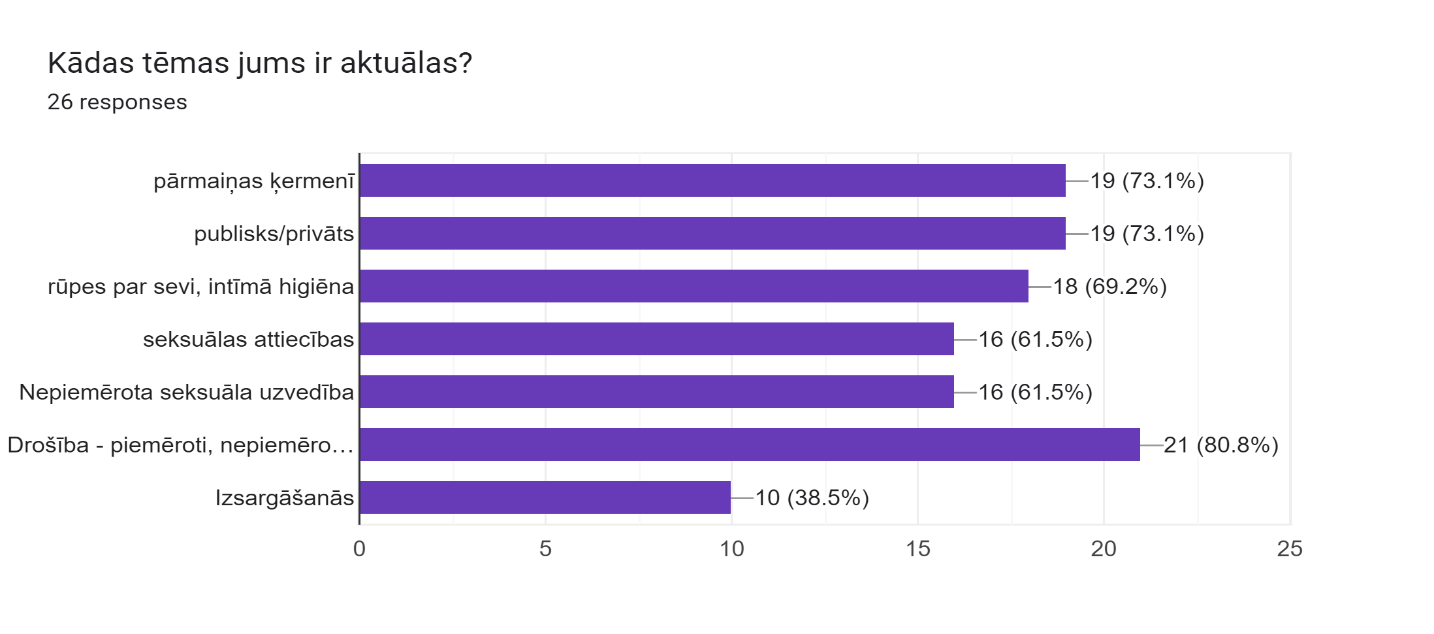 Kādas tēmas jums ir aktuālas?
26 responses
pārmaiņas ķermenī 19 (73.1%)
publisks/privāts 19 (73.1%)
rūpes par sevi, intīmā higiēna 18 (69.2%)
seksuālas attiecības 16 (61.5%)
Nepiemērota seksuāla uzvedība 16 (61.5%)
Drošība - piemēroti, nepiemēro… 21 (80.8%)
Izsargāšanās 10 (38.5%)
0 5 10 15 20 25